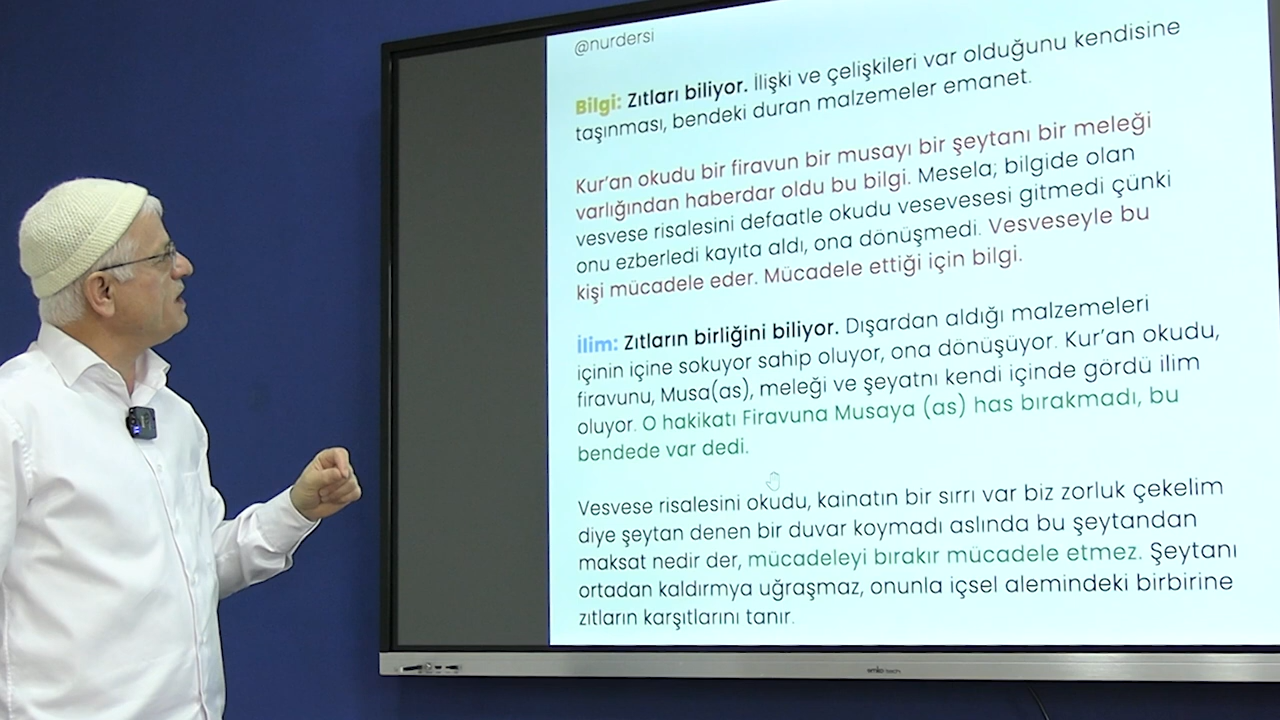 @nurdersi
Bilgi: Zıtları biliyor. İlişki ve çelişkileri var olduğunu kendisine
taşınması, bendeki duran malzemeler emanet.
Kur'an okudu bir firavun bir musayı bir şeytanı bir meleği
varlığından haberdar oldu bu bilgi. Mesela; bilgide olan
vesvese risalesini defaatle okudu vesevesesi gitmedi çünki
onu ezberledi kayıta aldı, ona dönüşmedi. Vesveseyle bu
kişi mücadele eder. Mücadele ettiği için bilgi.
İlim: Zıtların birliğini biliyor. Dışardan aldığı malzemeleri
içinin içine sokuyor sahip oluyor, ona dönüşüyor. Kur'an okudu,
firavunu, Musa(as), meleği ve şeyatnı kendi içinde gördü ilim
oluyor. O hakikatı Firavuna Musaya (as) has bırakmadı, bu
bendede var dedi.
Vesvese risalesini okudu, kainatın bir sırrı var biz zorluk çekelim
diye şeytan denen bir duvar koymadı aslında bu şeytandan
maksat nedir der, mücadeleyi bırakır mücadele etmez. Şeytanı
ortadan kaldırmya uğraşmaz, onunla içsel alemindeki birbirine
zıtların karşıtlarını tanır.